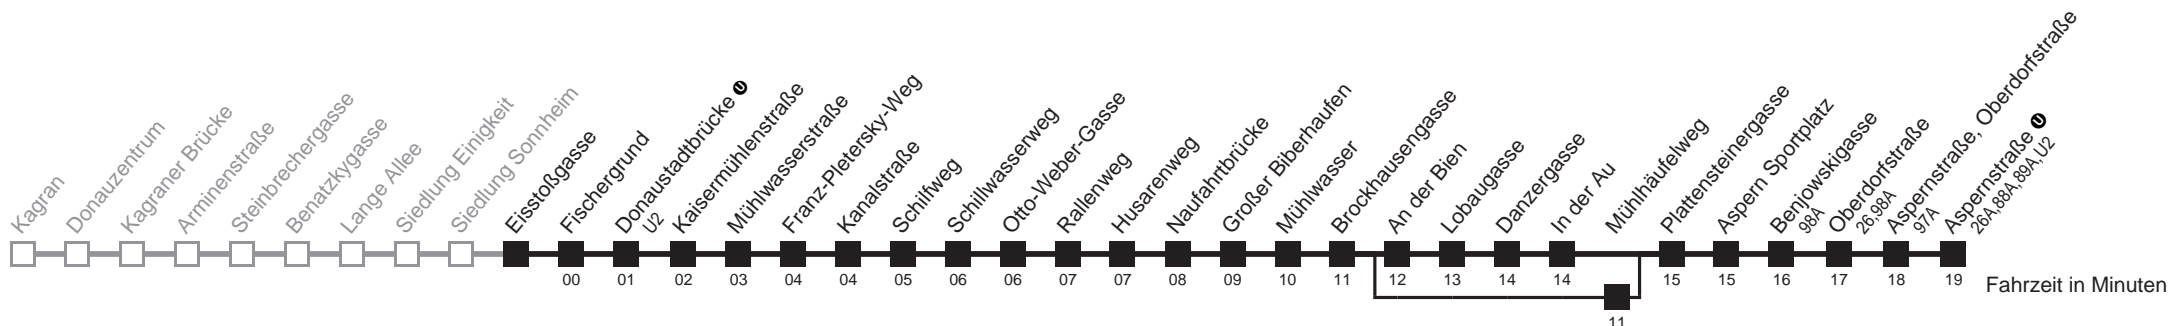 Kagran
Donauzentrum
Kagraner Brücke
Arminenstraße
Steinbrechergasse
Benatzkygasse
Lange Allee
Siedlung Einigkeit
Siedlung Sonnheim
Eisstoßgasse
Fischergrund
Donaustadtbrücke U
U2
Kaisermühlenstraße
Mühlwasserstraße
Franz-Pletersky-Weg
Kanalstraße
Schilfweg
Schillwasserweg
Otto-Weber-Gasse
Rallenweg
Husarenweg
Naufahrtbrücke
Großer Biberhaufen
Mühlwasser
Brockhausengasse
An der Bien
Lobaugasse
Danzergasse
In der Au
Mühlhäufelweg
Plattensteinergasse
Aspern Sportplatz
Benjowskigasse
98A
Oberdorfstraße
26,98A
Aspernstraße, Oberdorfstraße
97A
Aspernstraße U
26A,88A,89A,U2
00 01 02 03 04 04 05 06 06 07 07 08 09 10 11 12 13 14 14 15 15 16 17 18 19 Fahrzeit in Minuten
11